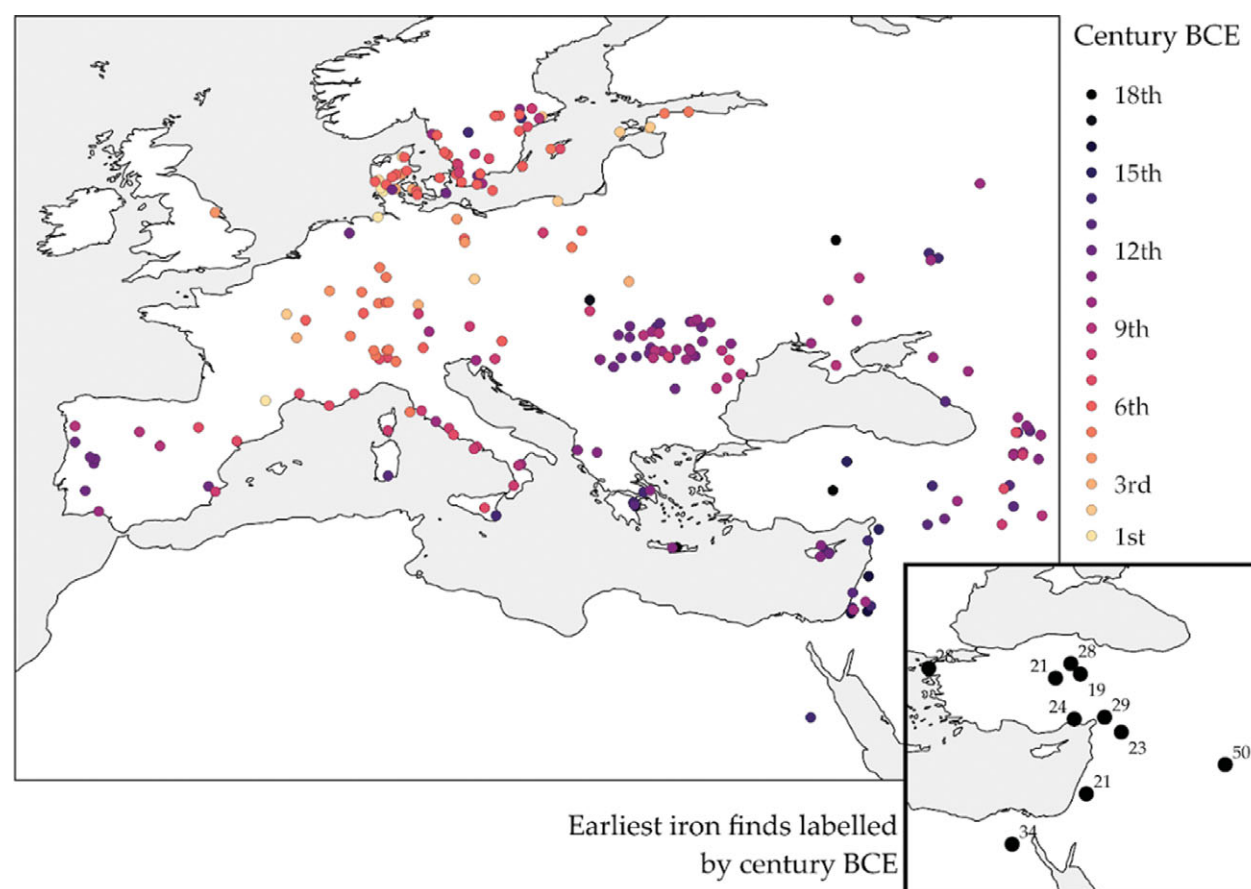 Century BCE
18th
15th
12th
9th
6th
3rd
1st
28
21
19
24
29
23
50
21
34
Earliest iron finds labelled
by century BCE